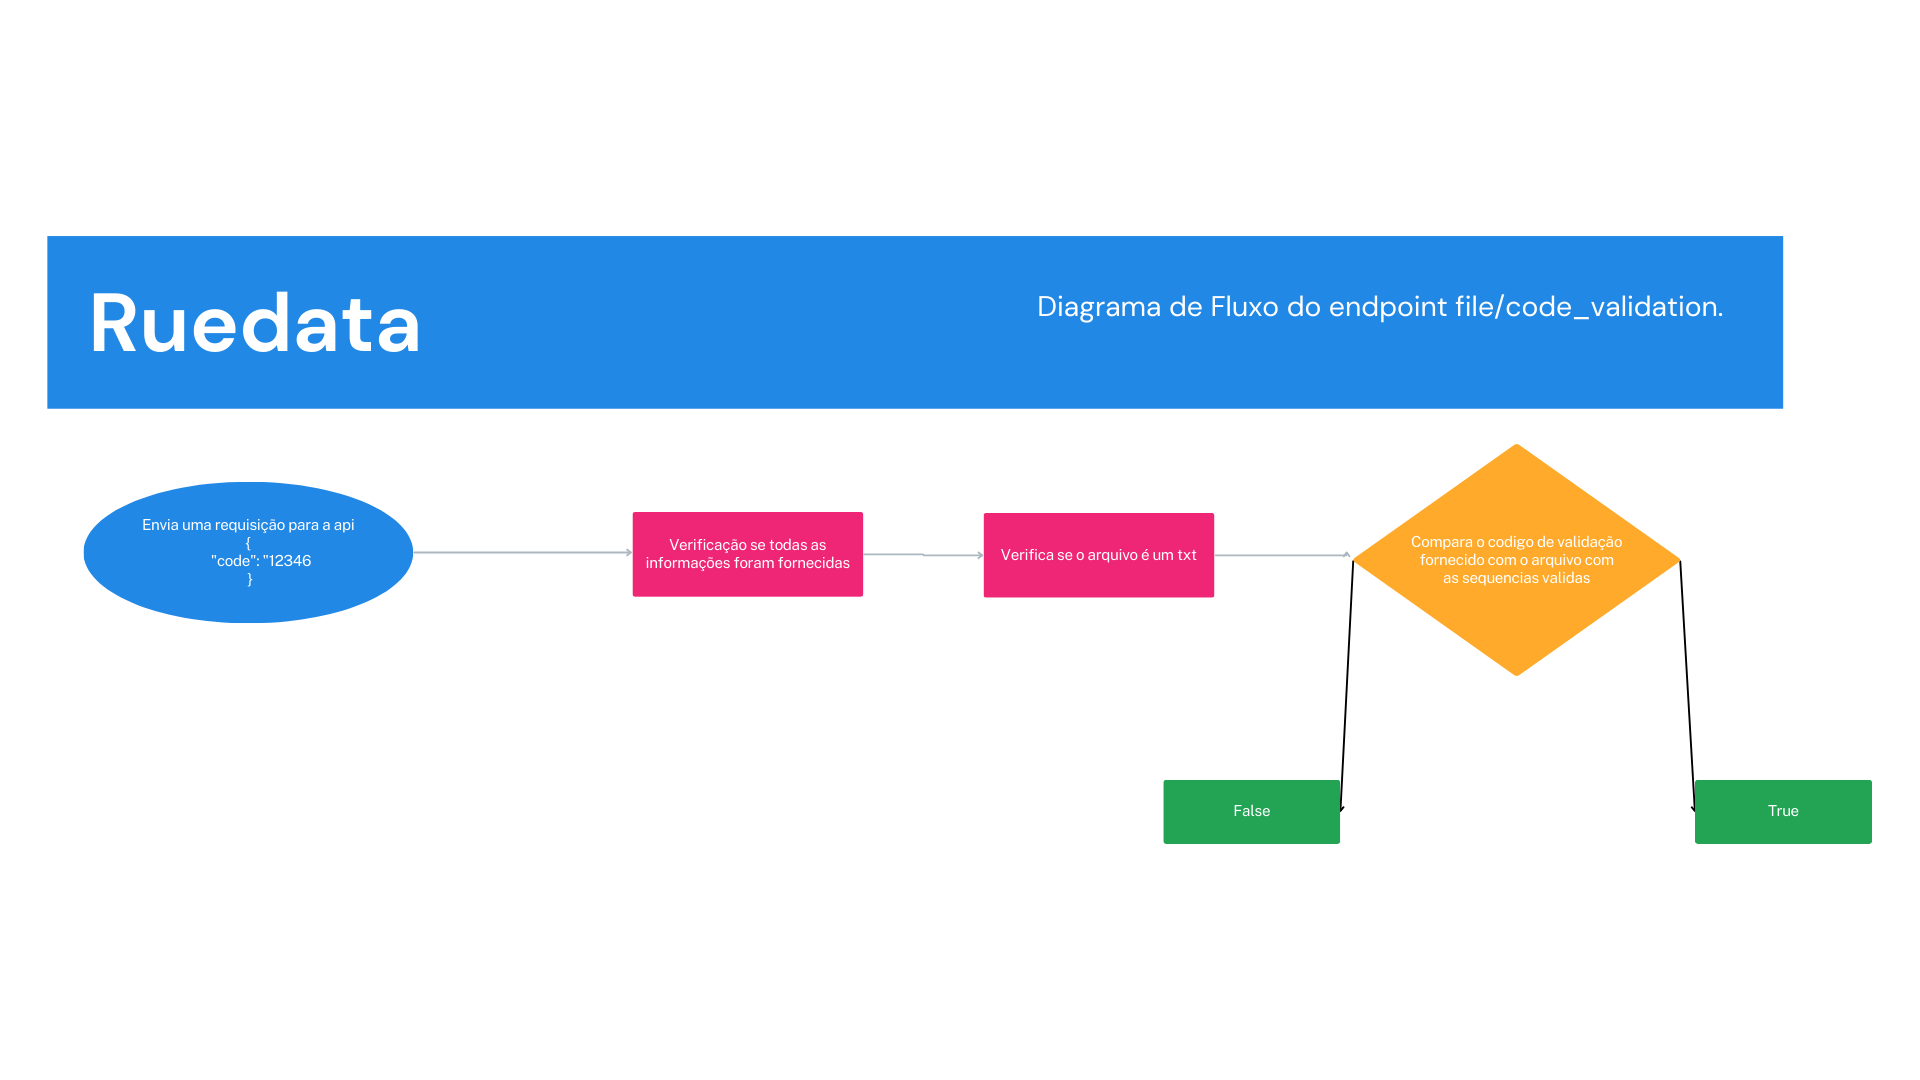 Ruedata
Diagrama de Fluxo do endpoint file/code_validation.
Envia uma requisição para a api
{
"code": "12346
}
Verificação se todas as
informações foram fornecidas
Verifica se o arquivo é um txt
Compara o codigo de validação
fornecido com o arquivo com
as sequencias validas
False
True